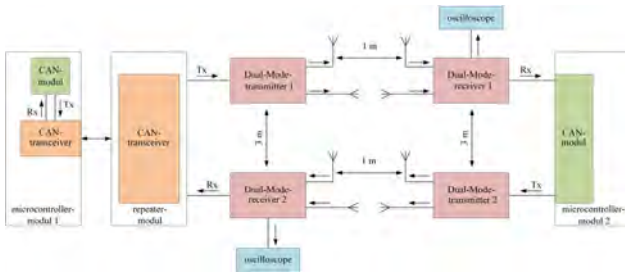 oscilloscope
1 m
CAN-
modul
Rx
Tx
CAN-
transceiver
microcontroller-
modul 1
CAN-
transceiver
repeater-
modul
Tx
Dual-Mode-
transmitter 1
Dual-Mode-
receiver 1
Rx
3 m
3 m
CAN-
modul
1 m
Rx
Dual-Mode-
receiver 2
Dual-Mode-
transmitter 2
Tx
microcontroller-
modul 2
oscilloscope